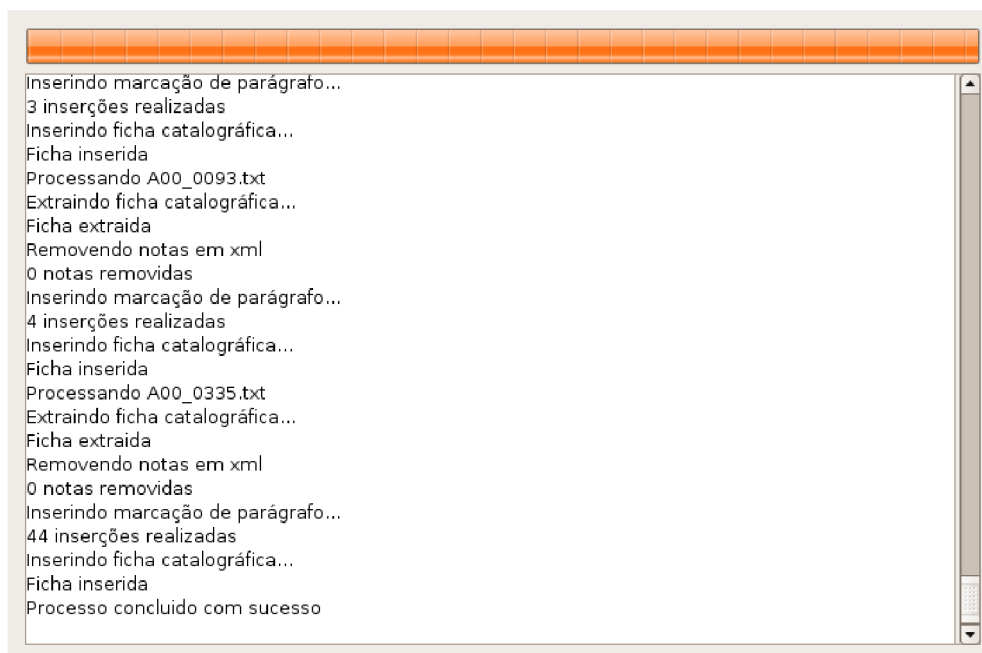 Inserindo marcação de parágrafo...
3 inserções realizadas
Inserindo ficha catalográfica...
Ficha inserida
Processando A00_0093.txt
Extraindo ficha catalográfica...
Ficha extraida
Removendo notas em xml
0 notas removidas
Inserindo marcação de parágrafo...
4 inserções realizadas
Inserindo ficha catalográfica...
Ficha inserida
Processando A00_0335.txt
Extraindo ficha catalográfica...
Ficha extraida
Removendo notas em xml
0 notas removidas
Inserindo marcação de parágrafo...
44 inserções realizadas
Inserindo ficha catalográfica...
Ficha inserida
Processo concluido com sucesso